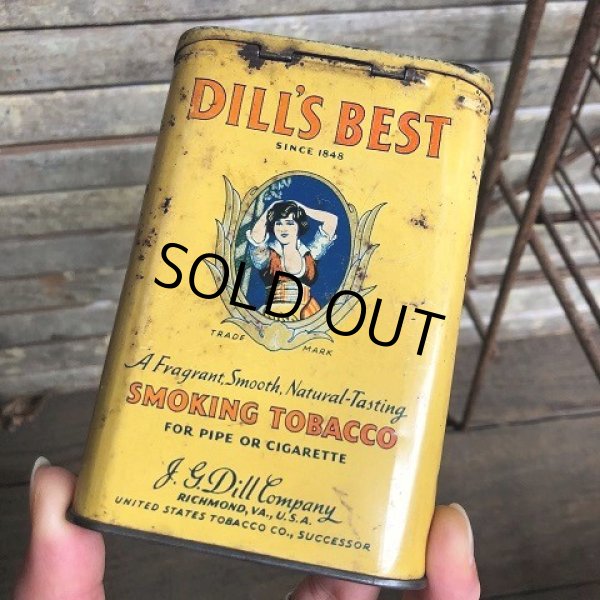 DILL'S BEST
SINCE 1848
SOLD OUT
TRADE MARK
A Fragrant, Smooth, Natural-Tasting
SMOKING TOBACCO
FOR PIPE OR CIGARETTE
J. G. Dill Company
RICHMOND, VA., U.S.A.
UNITED STATES TOBACCO CO., SUCCESSOR